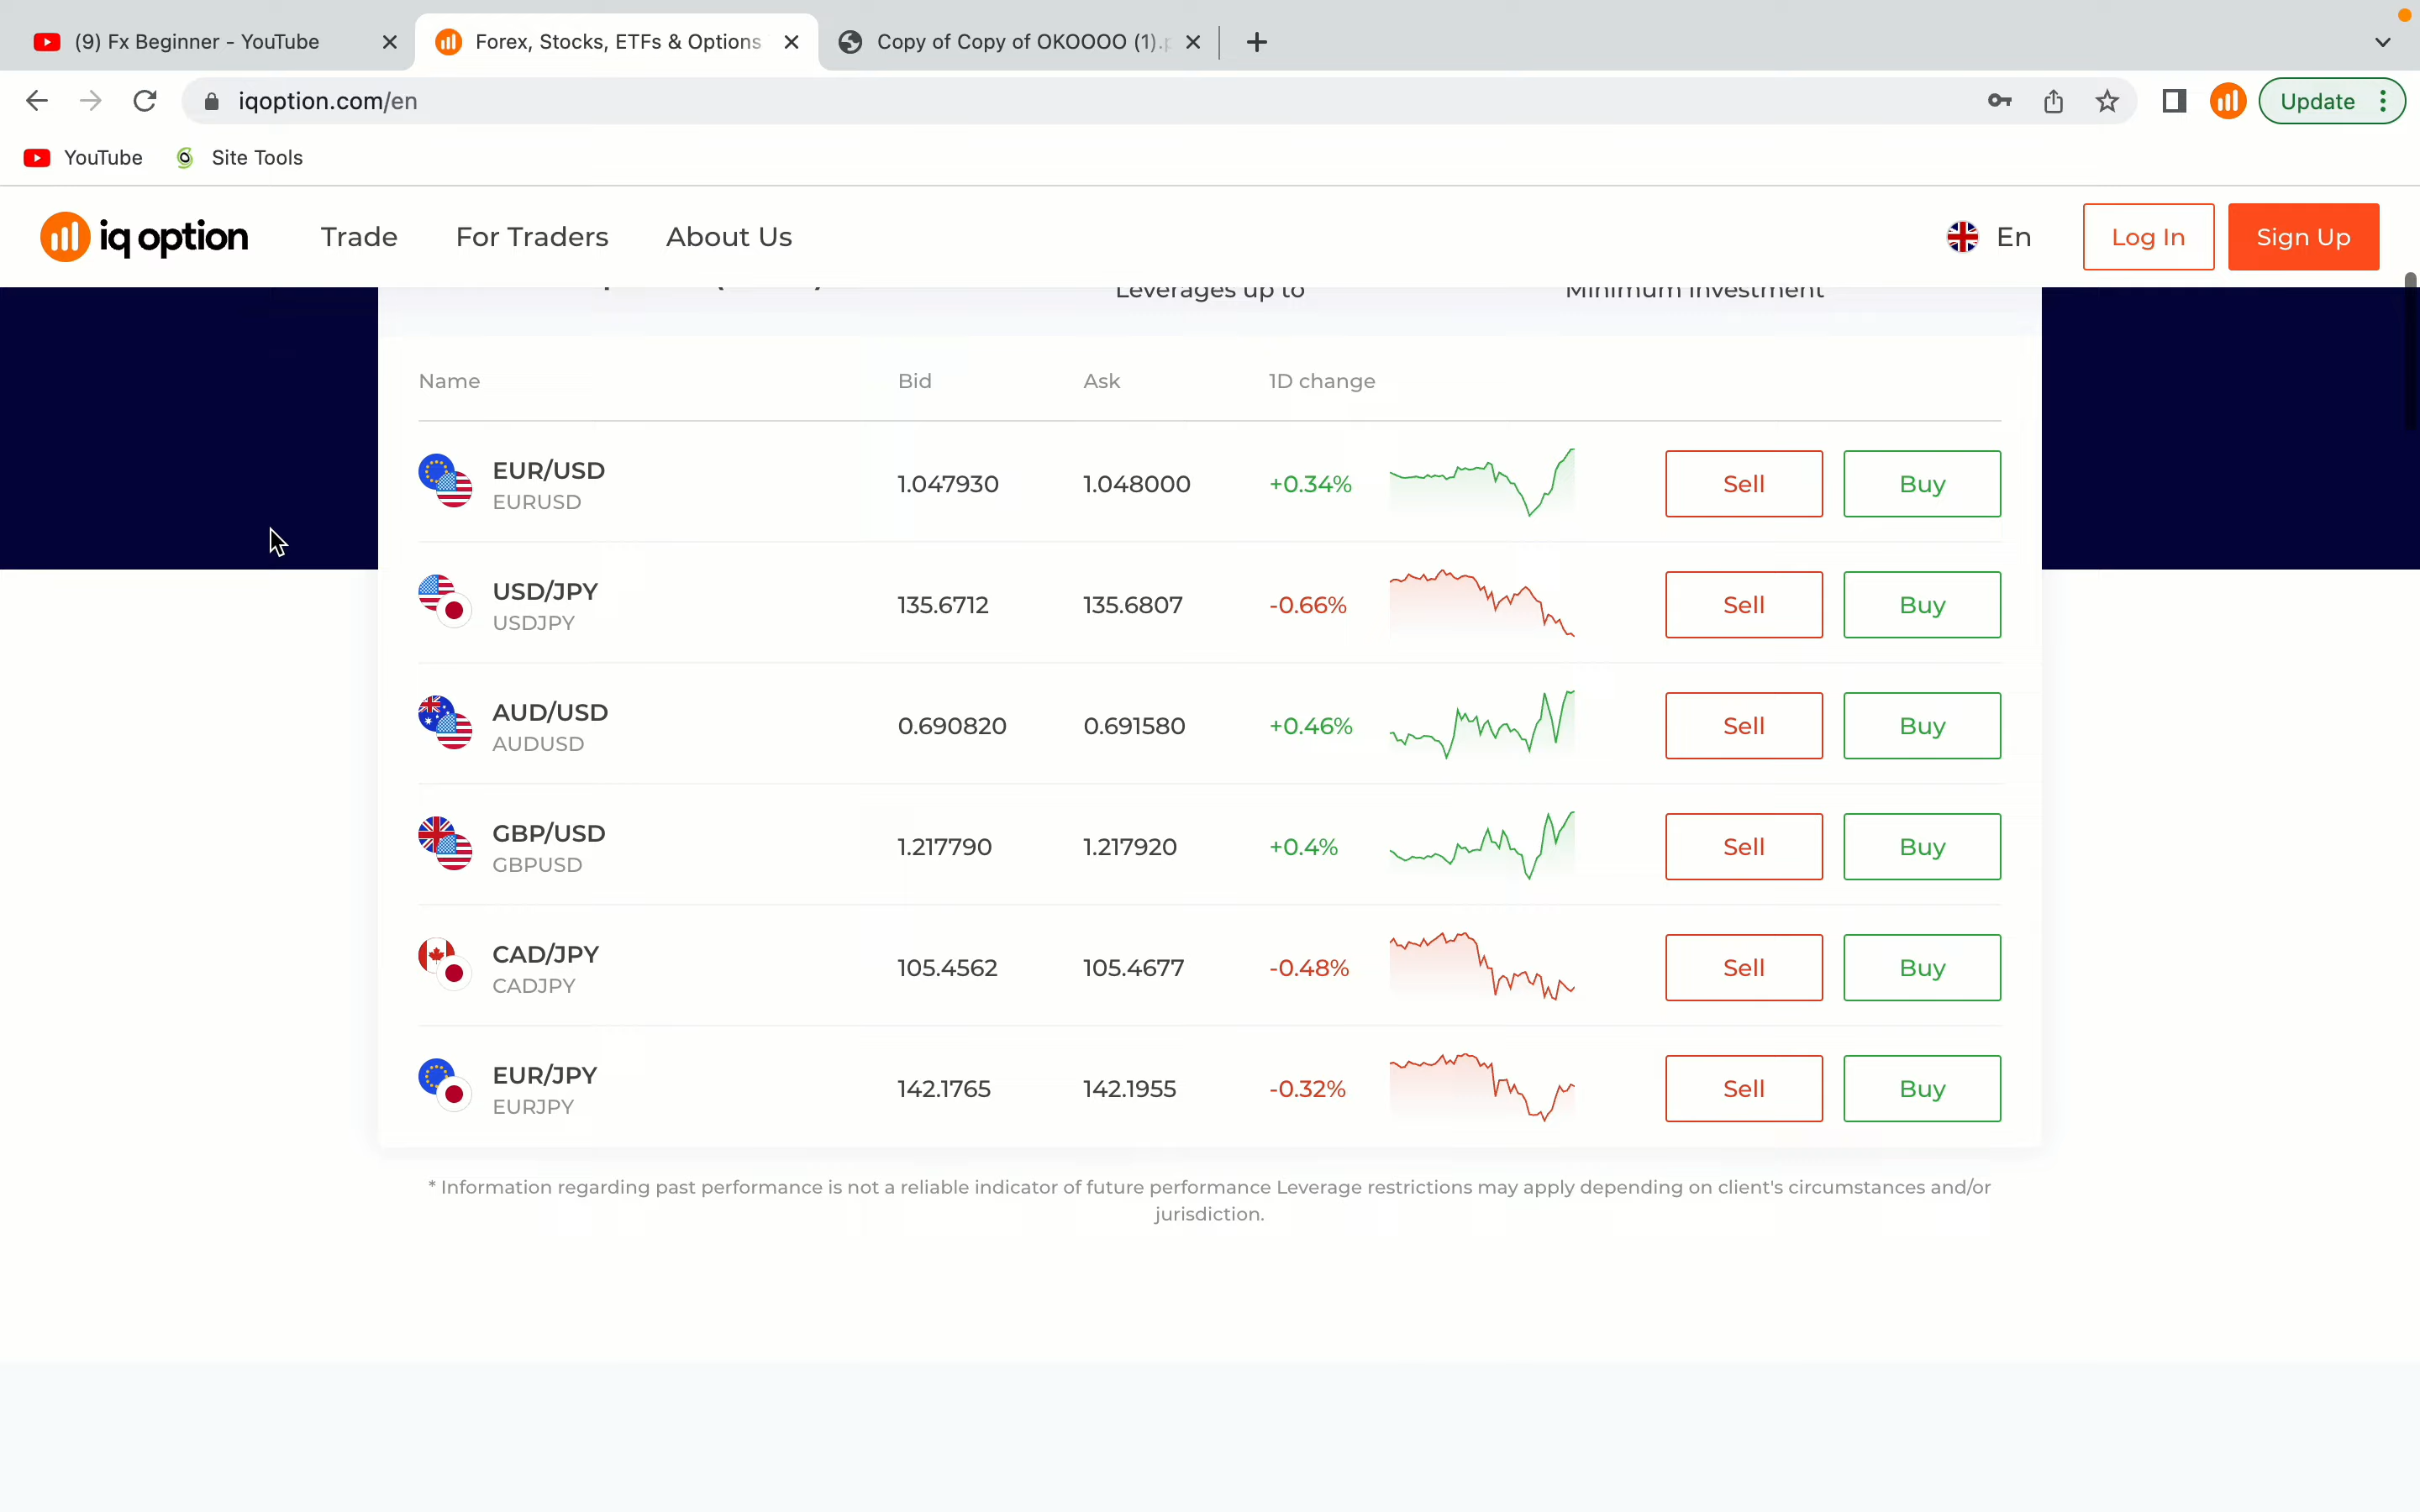 (9) Fx Beginner - YouTube
Forex, Stocks, ETFs & Options
Copy of Copy of OKOOOO (1).p
iqoption.com/en
Update
YouTube
Site Tools
iq option
Trade
For Traders
About Us
En
Log In
Sign Up
Leverages up to
Minimum Investment
Name
Bid
Ask
1D change
EUR/USD
EURUSD
1.047930
1.048000
+0.34%
Sell
Buy
USD/JPY
USDJPY
135.6712
135.6807
-0.66%
Sell
Buy
AUD/USD
AUDUSD
0.690820
0.691580
+0.46%
Sell
Buy
GBP/USD
GBPUSD
1.217790
1.217920
+0.4%
Sell
Buy
CAD/JPY
CADJPY
105.4562
105.4677
-0.48%
Sell
Buy
EUR/JPY
EURJPY
142.1765
142.1955
-0.32%
Sell
Buy
* Information regarding past performance is not a reliable indicator of future performance Leverage restrictions may apply depending on client's circumstances and/or
jurisdiction.